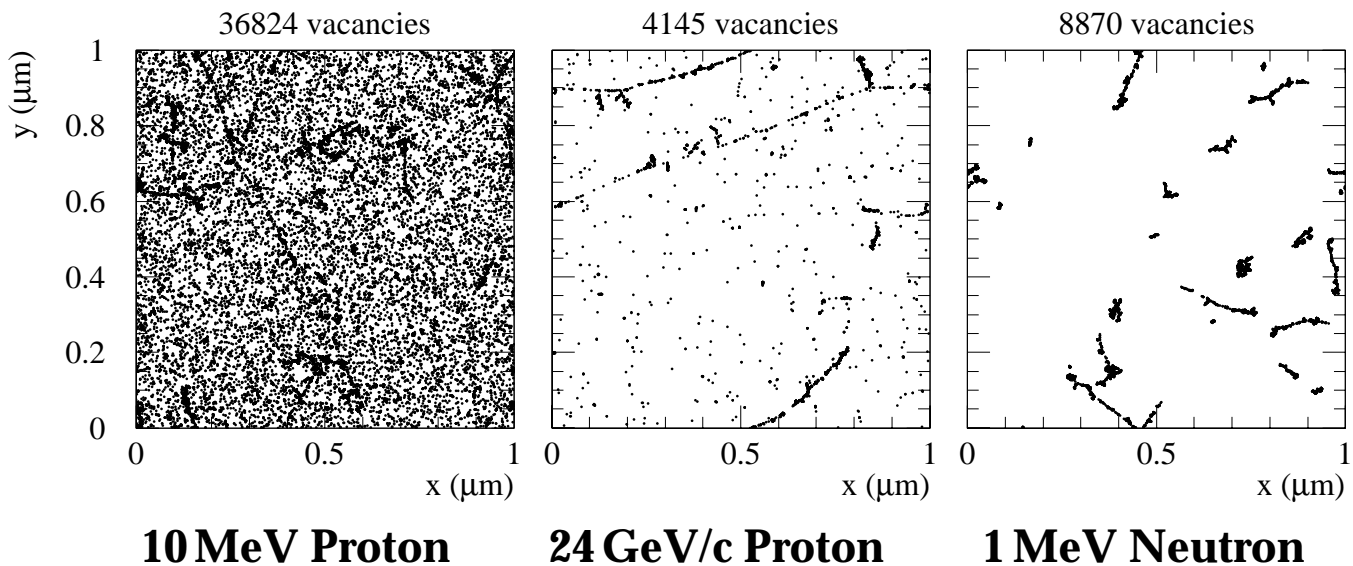 36824 vacancies
4145 vacancies
8870 vacancies
y (μm)
1
0.8
0.6
0.4
0.2
0
0 0.5 1
x (μm)
0 0.5 1
x (μm)
0 0.5 1
x (μm)
10 MeV Proton
24 GeV/c Proton
1 MeV Neutron